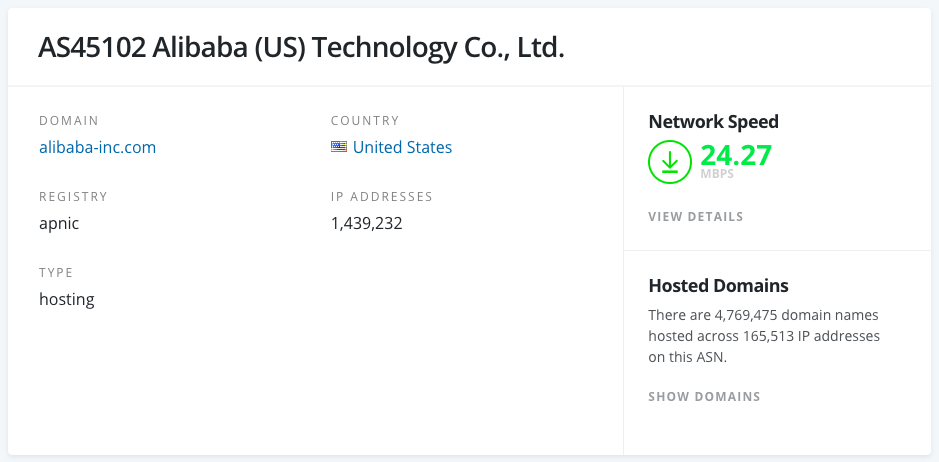 AS45102 Alibaba (US) Technology Co., Ltd.
DOMAIN
alibaba-inc.com
COUNTRY
United States
REGISTRY
apnic
IP ADDRESSES
1,439,232
TYPE
hosting
Network Speed
24.27
MBPS
VIEW DETAILS
Hosted Domains
There are 4,769,475 domain names
hosted across 165,513 IP addresses
on this ASN.
SHOW DOMAINS